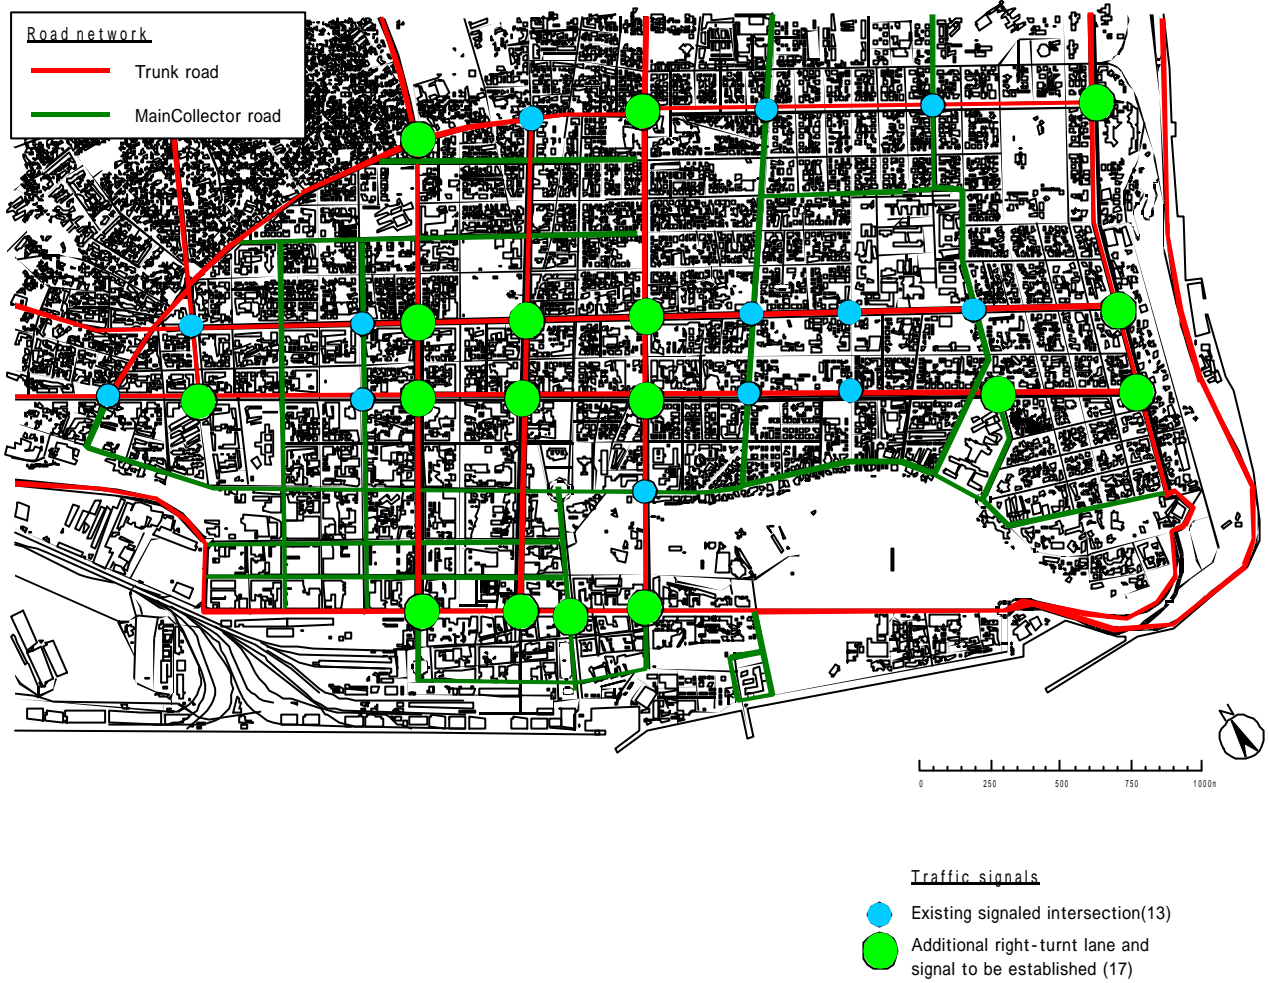 Road network
Trunk road
MainCollector road
N
0 250 500 750 1000m
Traffic signals
Existing signaled intersection(13)
Additional right-turnt lane and
signal to be established (17)